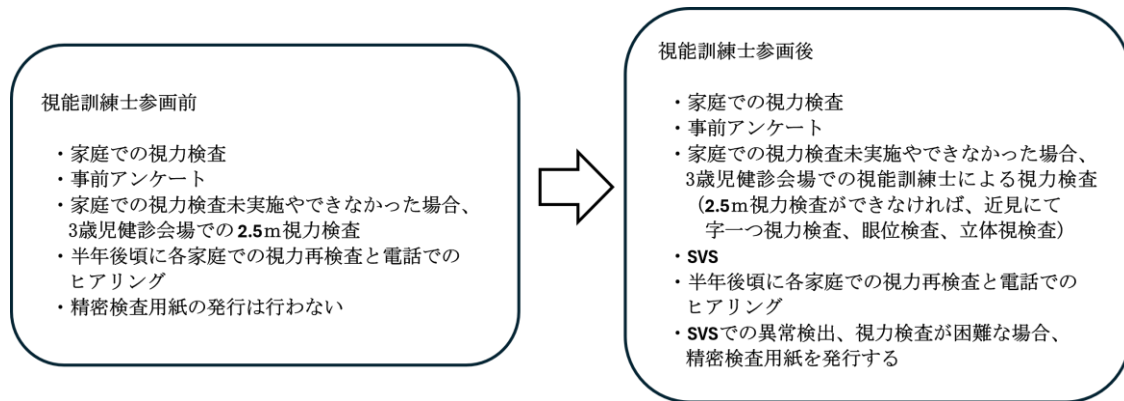 視能訓練士参画前
・家庭での視力検査
・事前アンケート
・家庭での視力検査未実施やできなかった場合、
3歳児健診会場での2.5m視力検査
・半年後頃に各家庭での視力再検査と電話での
ヒアリング
・精密検査用紙の発行は行わない
視能訓練士参画後
・家庭での視力検査
・事前アンケート
・家庭での視力検査未実施やできなかった場合、
3歳児健診会場での視能訓練士による視力検査
(2.5m視力検査ができなければ、近見にて
字一つ視力検査、眼位検査、立体視検査)
・SVS
・半年後頃に各家庭での視力再検査と電話での
ヒアリング
・SVSでの異常検出、視力検査が困難な場合、
精密検査用紙を発行する